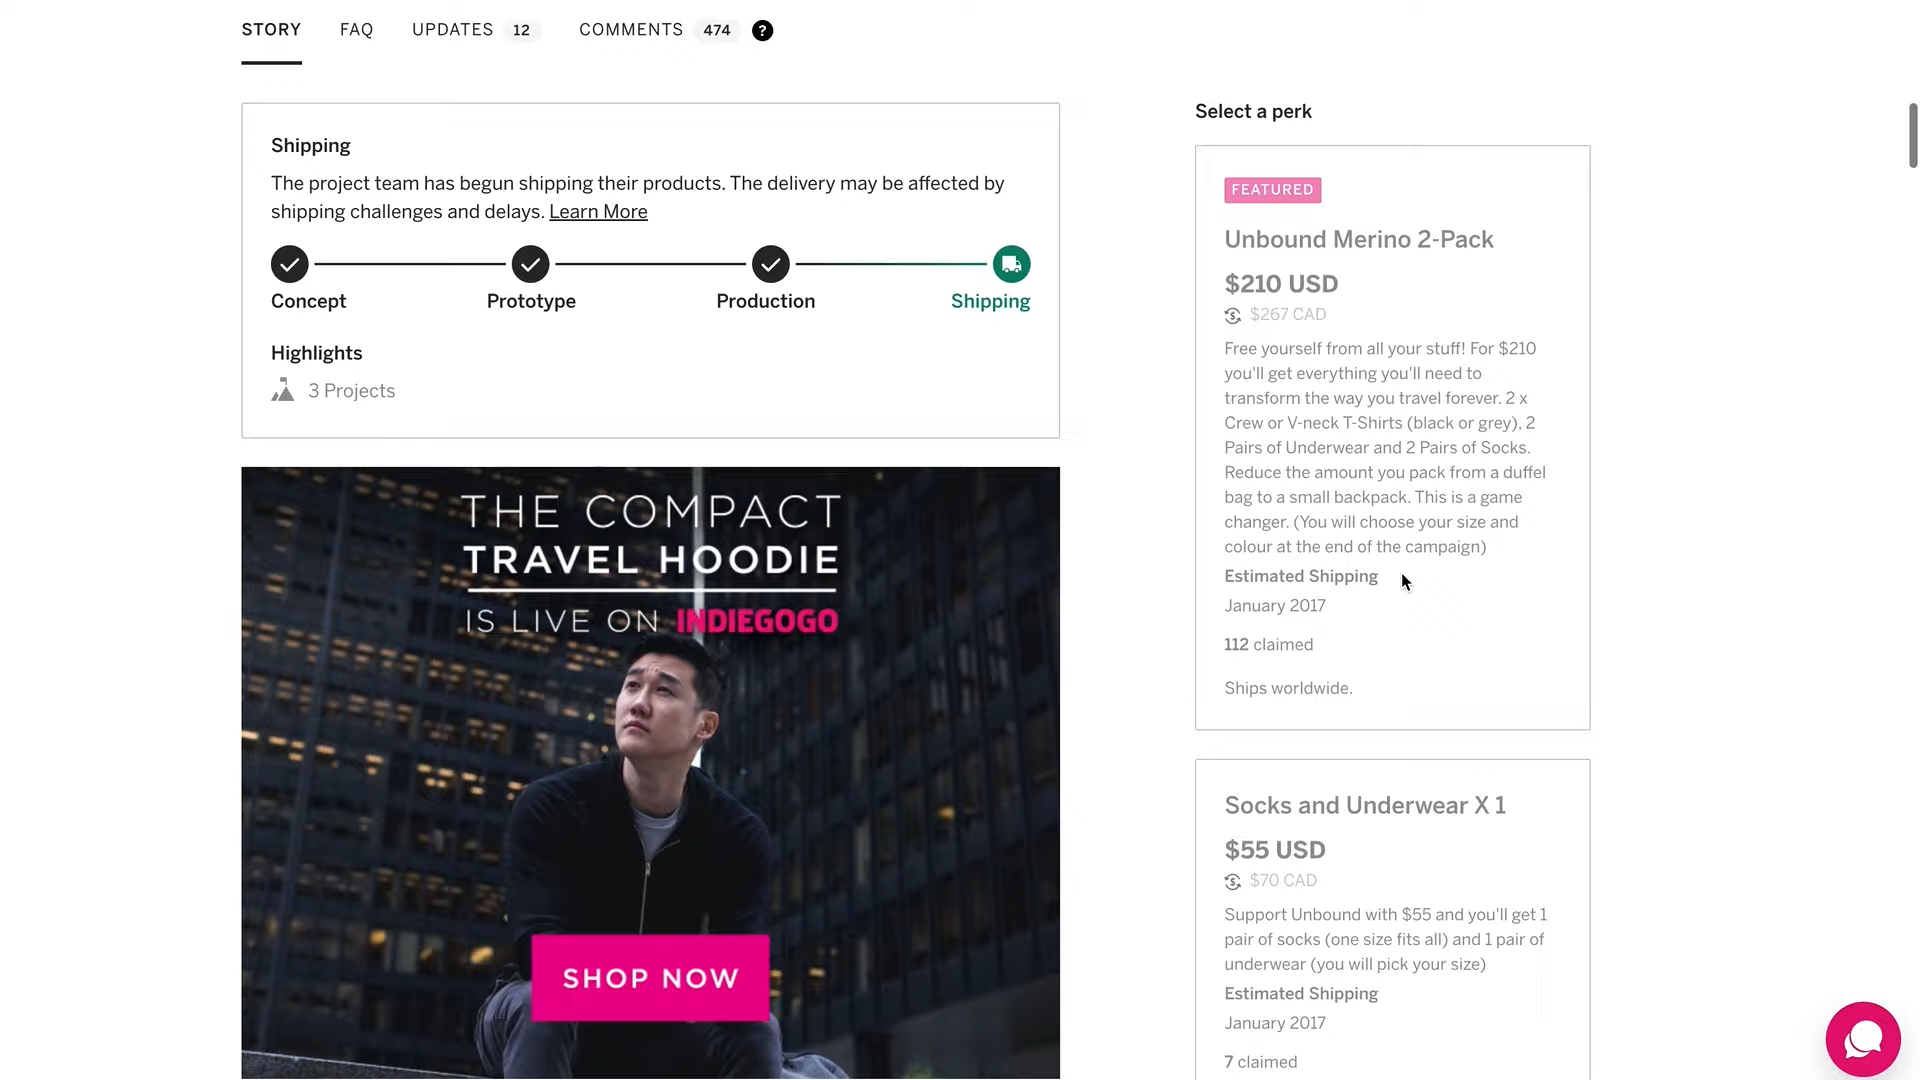 STORY FAQ UPDATES 12 COMMENTS 474 ?
Shipping
The project team has begun shipping their products. The delivery may be affected by
shipping challenges and delays. Learn More
Concept Prototype Production Shipping
Highlights
3 Projects
THE COMPACT
TRAVEL HOODIE
IS LIVE ON INDIEGOGO
SHOP NOW
Select a perk
FEATURED
Unbound Merino 2-Pack
$210 USD
$267 CAD
Free yourself from all your stuff! For $210
you'll get everything you'll need to
transform the way you travel forever. 2 x
Crew or V-neck T-Shirts (black or grey), 2
Pairs of Underwear and 2 Pairs of Socks.
Reduce the amount you pack from a duffel
bag to a small backpack. This is a game
changer. (You will choose your size and
colour at the end of the campaign)
Estimated Shipping
January 2017
112 claimed
Ships worldwide.
Socks and Underwear X 1
$55 USD
$70 CAD
Support Unbound with $55 and you'll get 1
pair of socks (one size fits all) and 1 pair of
underwear (you will pick your size)
Estimated Shipping
January 2017
7 claimed